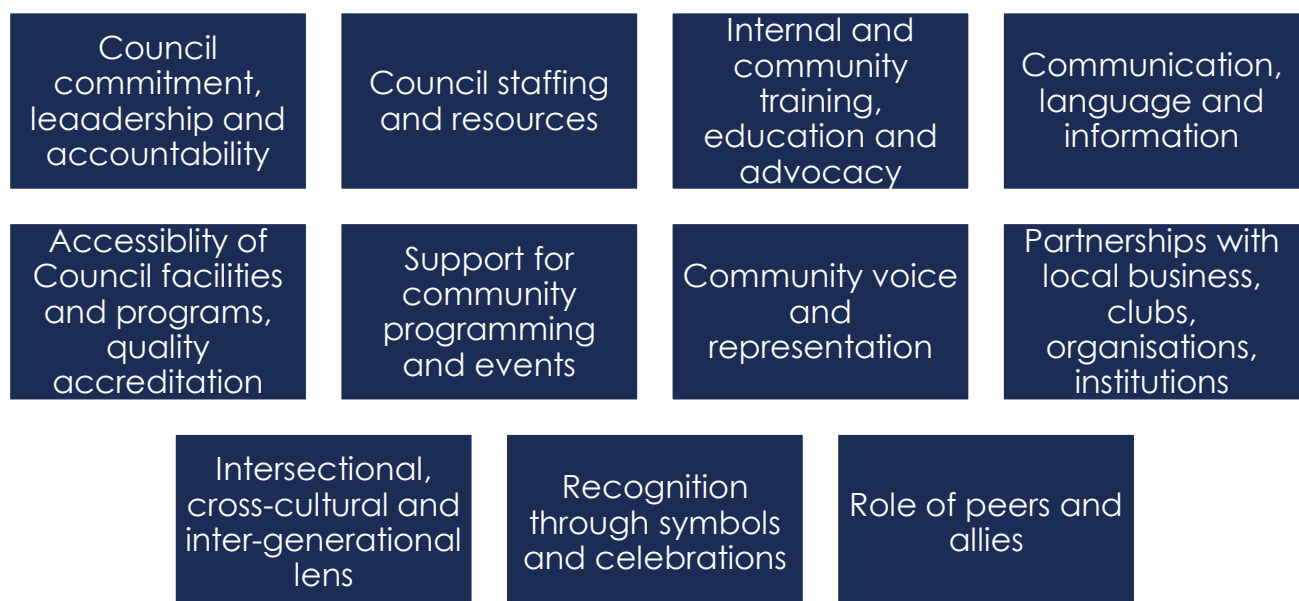 Council
commitment,
leaadership and
accountability
Council staffing
and resources
Internal and
community
training,
education and
advocacy
Communication,
language and
information
Accessiblity of
Council facilities
and programs,
quality
accreditation
Support for
community
programming
and events
Community voice
and
representation
Partnerships with
local business,
clubs,
organisations,
institutions
Intersectional,
cross-cultural and
inter-generational
lens
Recognition
through symbols
and celebrations
Role of peers and
allies